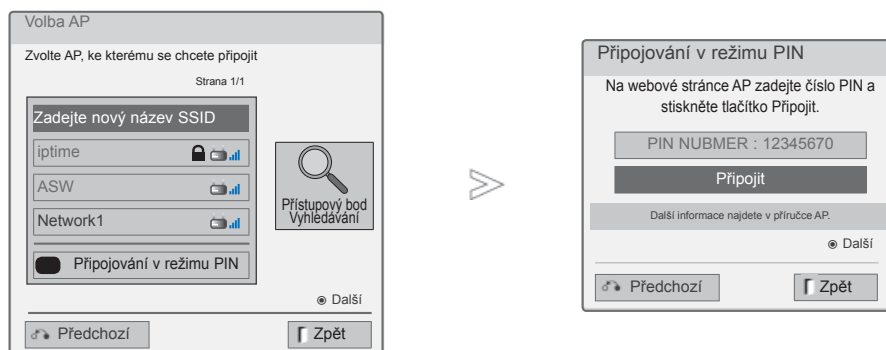 Volba AP
Zvolte AP, ke kterému se chcete připojit
Strana 1/1
Zadejte nový název SSID
iptime
ASW
Network1
Připojování v režimu PIN
Přístupový bod
Vyhledávání
Další
Předchozí
Zpět
Připojování v režimu PIN
Na webové stránce AP zadejte číslo PIN a
stiskněte tlačítko Připojit.
PIN NUBMER : 12345670
Připojit
Další informace najdete v příručce AP.
Další
Předchozí
Zpět